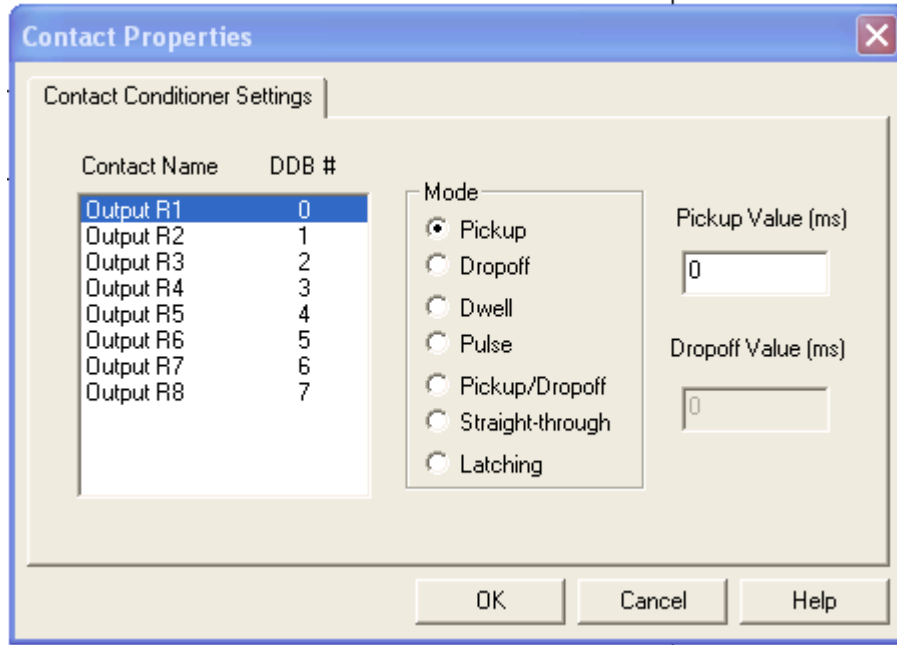 Contact Properties
Contact Conditioner Settings
Contact Name DDB #
Output R1 0
Output R2 1
Output R3 2
Output R4 3
Output R5 4
Output R6 5
Output R7 6
Output R8 7
Mode
Pickup
Dropoff
Dwell
Pulse
Pickup/Dropoff
Straight-through
Latching
Pickup Value (ms)
0
Dropoff Value (ms)
0
OK Cancel Help